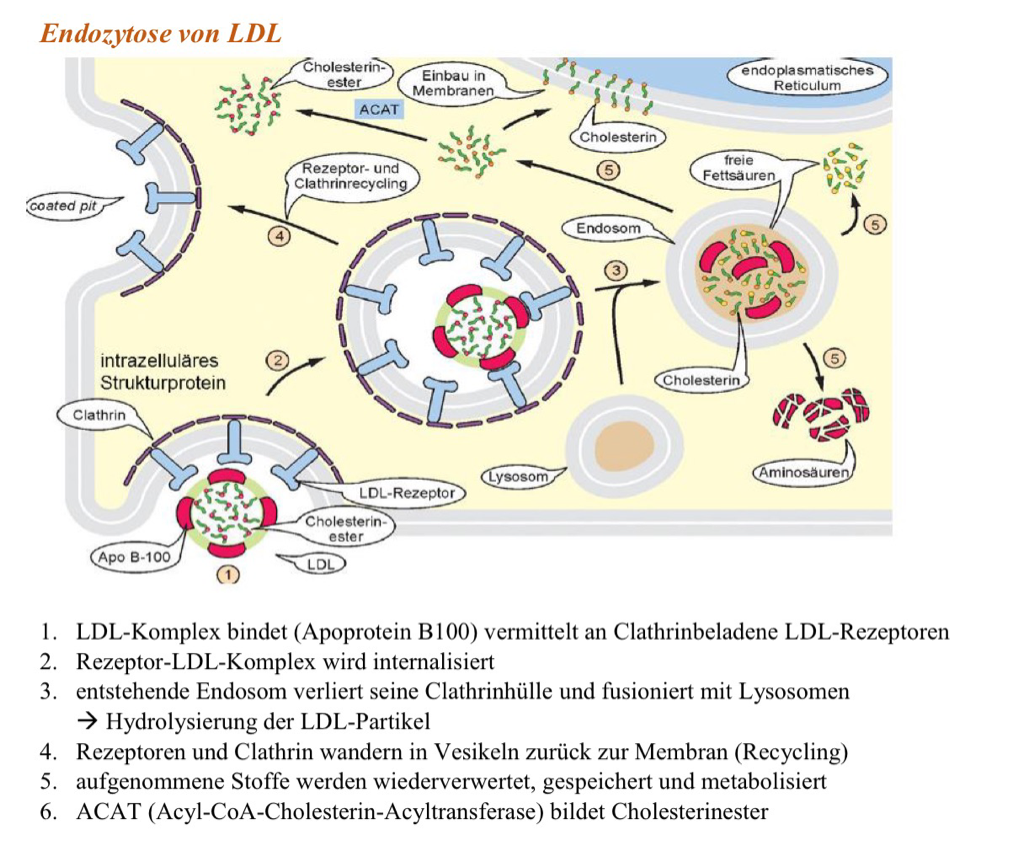 Endozytose von LDL
Cholesterin-
ester
Einbau in
Membranen
endoplasmatisches
Reticulum
ACAT
Cholesterin
Rezeptor- und
Clathrinrecycling
5
freie
Fettsäuren
coated pit
4
Endosom
5
3
intrazelluläres
Strukturprotein
2
5
Cholesterin
Clathrin
Lysosom
Aminosäuren
LDL-Rezeptor
Cholesterin-
ester
Apo B-100
LDL
1
1. LDL-Komplex bindet (Apoprotein B100) vermittelt an Clathrinbeladene LDL-Rezeptoren
2. Rezeptor-LDL-Komplex wird internalisiert
3. entstehende Endosom verliert seine Clathrinhülle und fusioniert mit Lysosomen
→ Hydrolysierung der LDL-Partikel
4. Rezeptoren und Clathrin wandern in Vesikeln zurück zur Membran (Recycling)
5. aufgenommene Stoffe werden wiederverwertet, gespeichert und metabolisiert
6. ACAT (Acyl-CoA-Cholesterin-Acyltransferase) bildet Cholesterinester